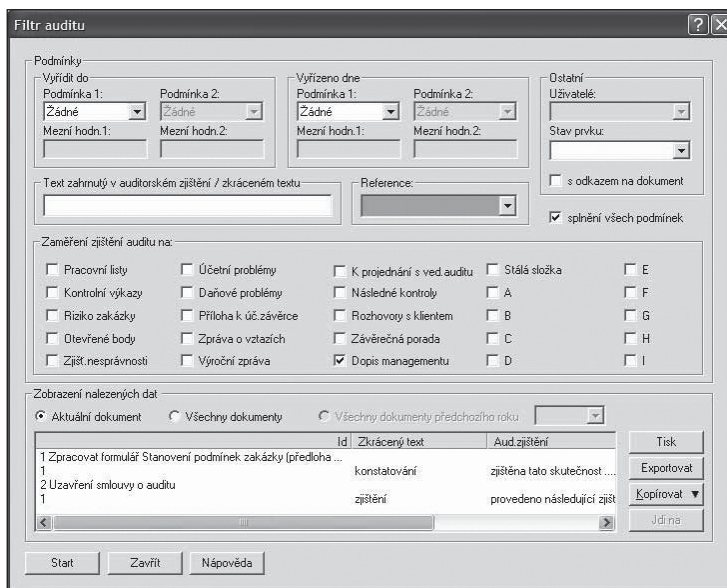 Filtr auditu
Podmínky
Vyřídit do
Podmínka 1: Podmínka 2:
Žádné Žádné
Mezní hodn.1: Mezní hodn.2:
Vyřízeno dne
Podmínka 1: Podmínka 2:
Žádné Žádné
Mezní hodn.1: Mezní hodn.2:
Ostatní
Uživatelé:
Stav prvku:
s odkazem na dokument
Text zahrnutý v auditorském zjištění / zkráceném textu
Reference:
splnění všech podmínek
Zaměření zjištění auditu na:
Pracovní listy Účetní problémy K projednání s ved.auditu Stálá složka E
Kontrolní výkazy Daňové problémy Následné kontroly A F
Riziko zakázky Příloha k úč.závěrce Rozhovory s klientem B G
Otevřené body Zpráva o vztazích Závěrečná porada C H
Zjišť.nesprávnosti Výroční zpráva Dopis managementu D I
Zobrazení nalezených dat
Aktuální dokument Všechny dokumenty Všechny dokumenty předchozího roku
Id Zkrácený text Aud.zjištění
1 Zpracovat formulář Stanovení podmínek zakázky (předloha ...
1 konstatování zjištěna tato skutečnost ....
2 Uzavření smlouvy o auditu
1 zjištění provedeno následující zjišt
Tisk
Exportovat
Kopírovat
Jdi na
Start Zavřít Nápověda